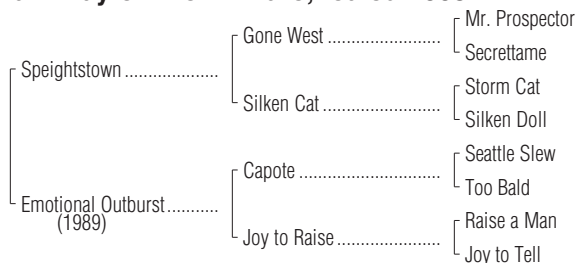 Gone West
Mr. Prospector
Secrettame
Speightstown
Silken Cat
Storm Cat
Silken Doll
Emotional Outburst
(1989)
Capote
Seattle Slew
Too Bald
Joy to Raise
Raise a Man
Joy to Tell